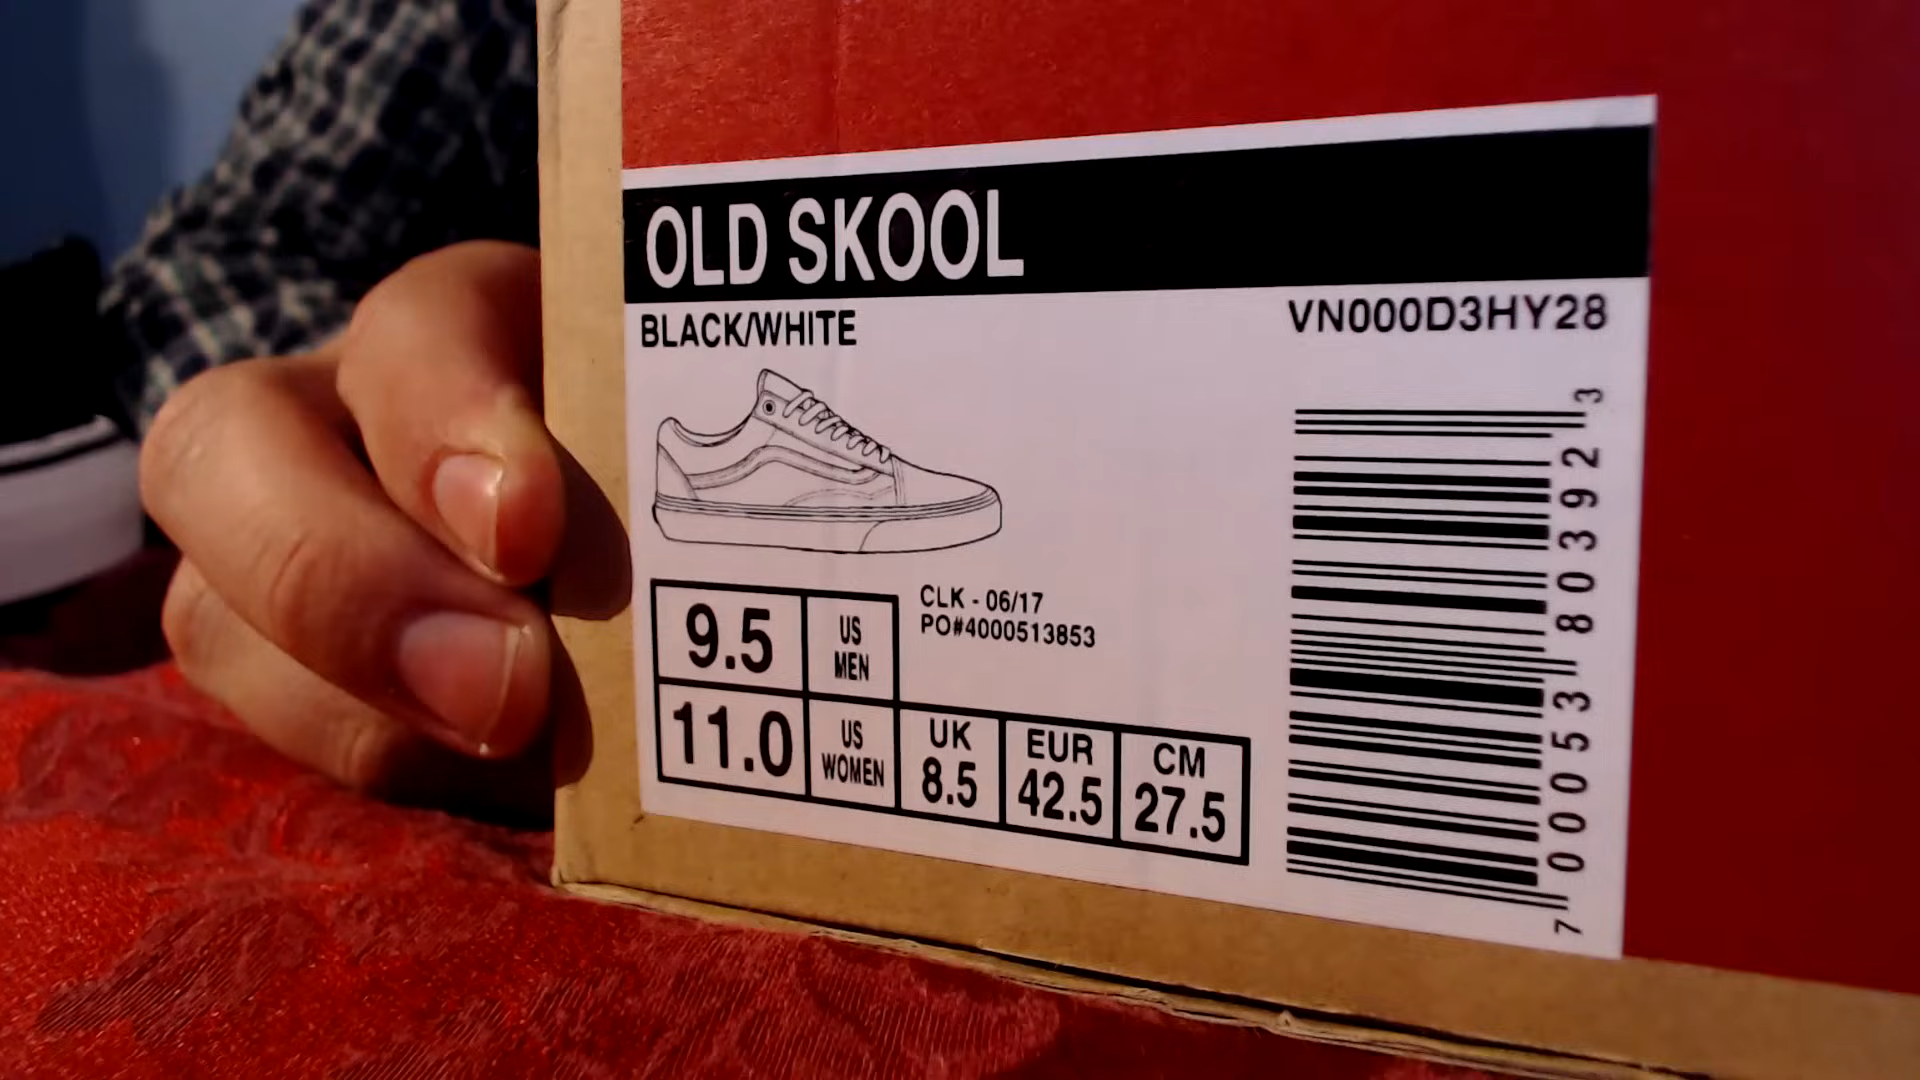 OLD SKOOL
BLACK/WHITE
VN000D3HY28
CLK - 06/17
PO#4000513853
9.5 US MEN
11.0 US WOMEN
UK 8.5
EUR 42.5
CM 27.5
7 00053 80392 3